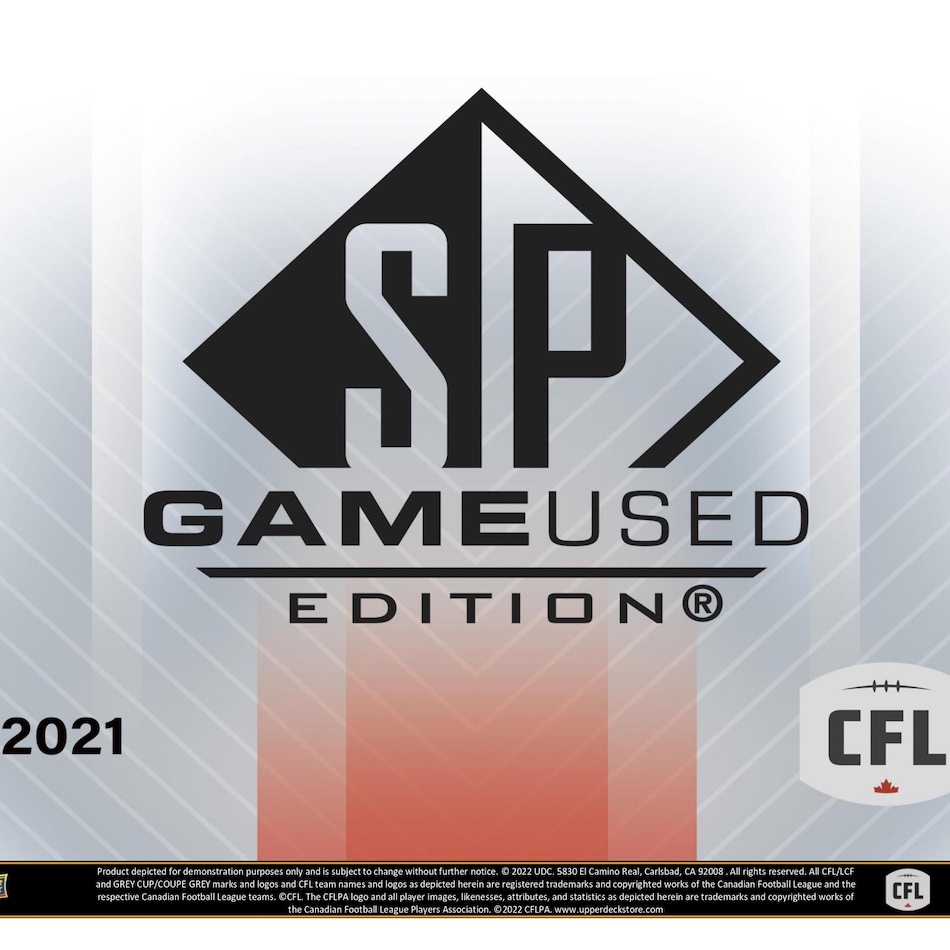 SP
GAMEUSED
EDITION®
2021
CFL
Product depicted for demonstration purposes only and is subject to change without further notice. © 2022 UDC. 5830 El Camino Real, Carlsbad, CA 92008 . All rights reserved. All CFL/LCF
and GREY CUP/COUPE GREY marks and logos and CFL team names and logos as depicted herein are registered trademarks and copyrighted works of the Canadian Football League and the
respective Canadian Football League teams. ©CFL. ©The CFLPA logo and all player images, likenesses, attributes, and statistics as depicted herein are trademarks and copyrighted works of
the Canadian Football League Players Association. ©2022 CFLPA. www.upperdeckstore.com
CFL